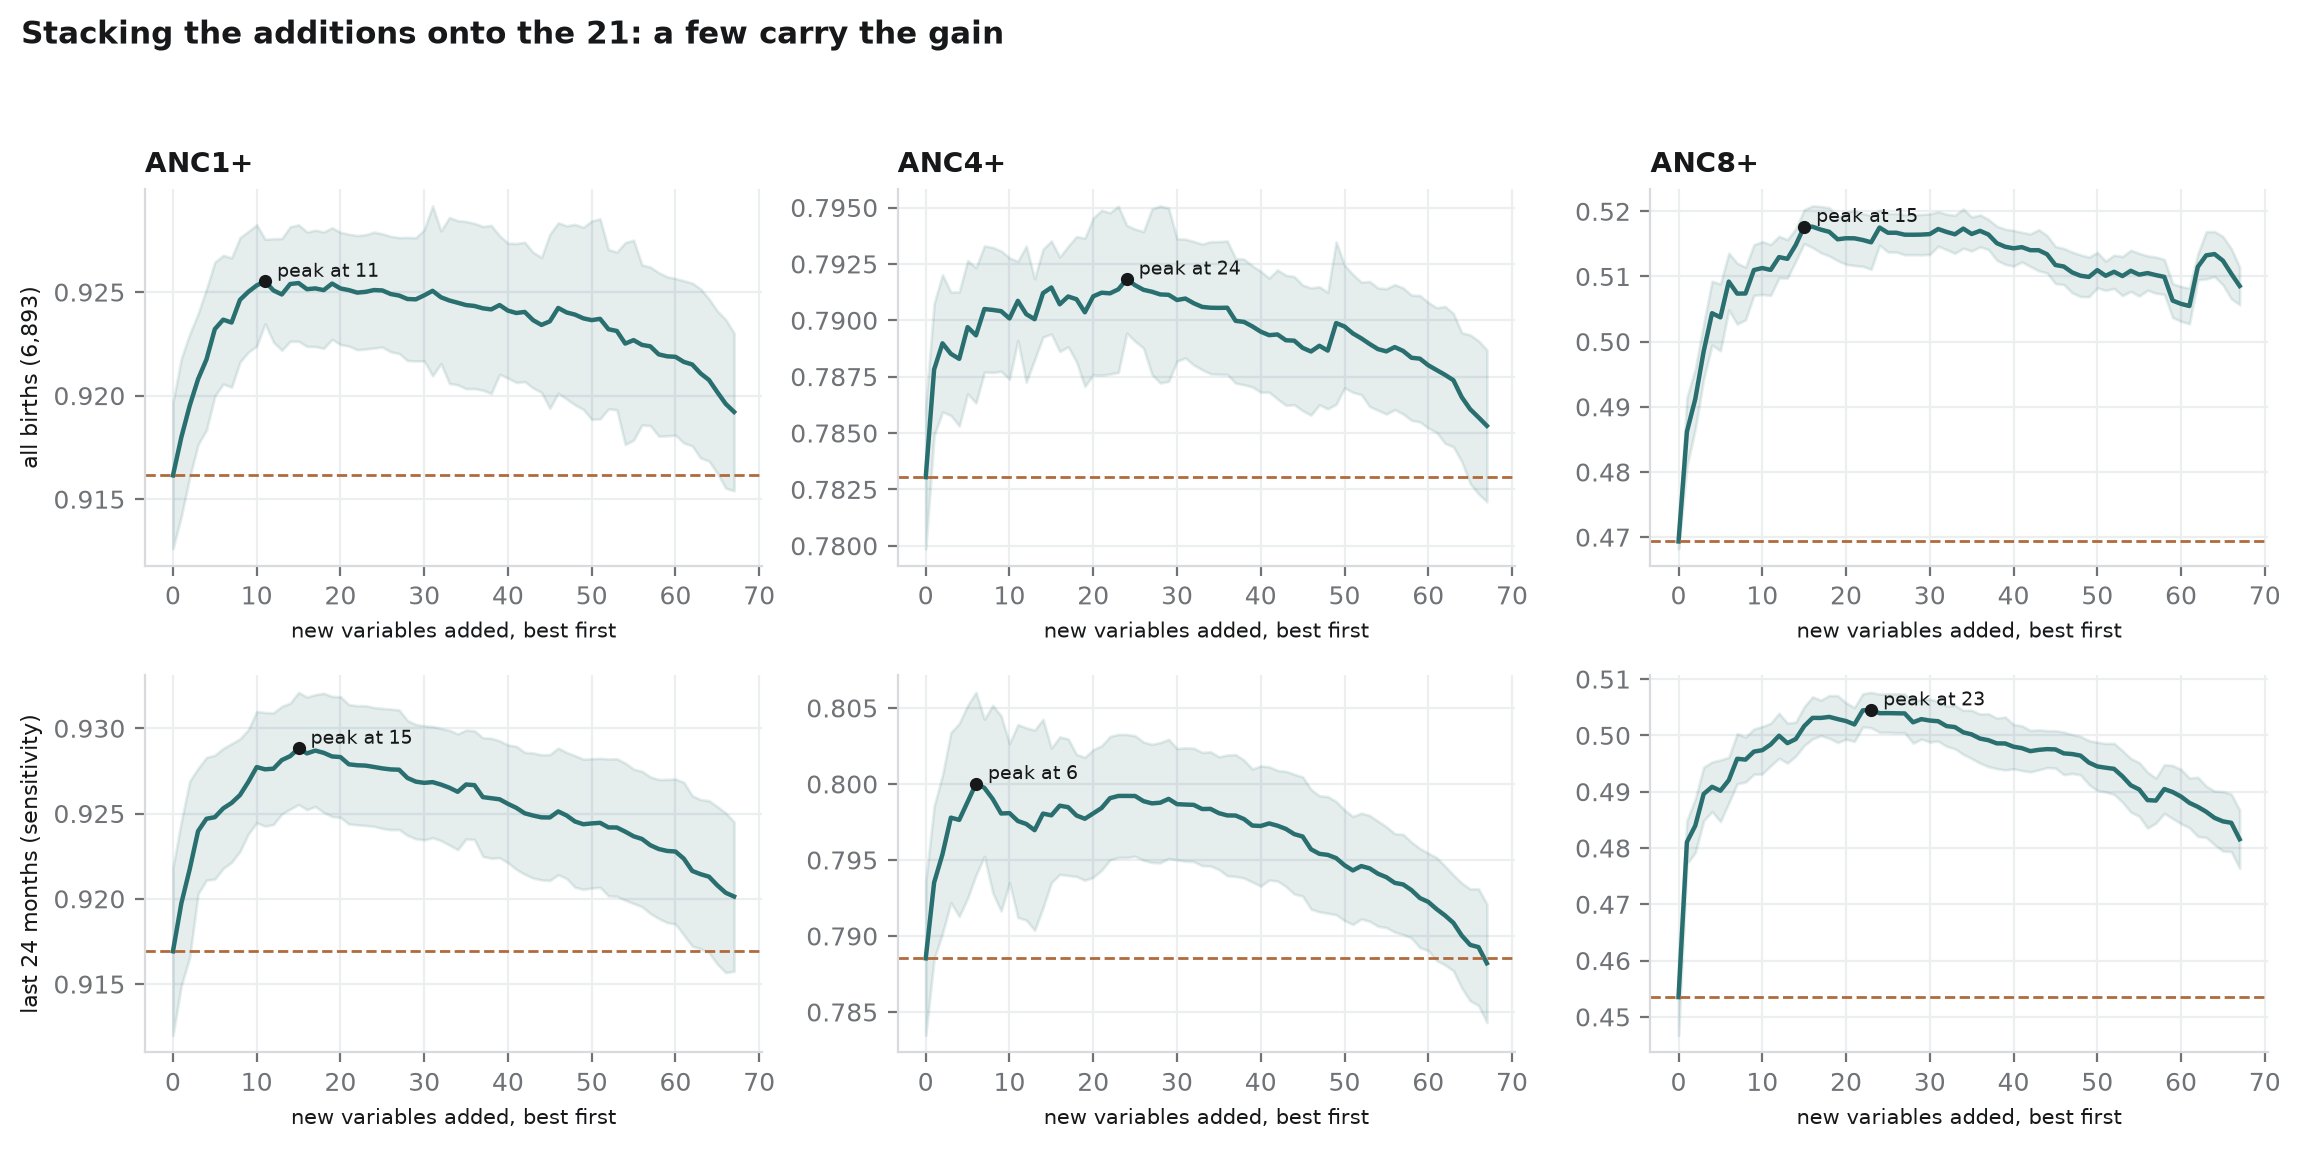 Stacking the additions onto the 21: a few carry the gain
ANC1+
all births (6,893)
0.925
0.920
0.915
peak at 11
0 10 20 30 40 50 60 70
new variables added, best first
ANC4+
0.7950
0.7925
0.7900
0.7875
0.7850
0.7825
0.7800
peak at 24
0 10 20 30 40 50 60 70
new variables added, best first
ANC8+
0.52
0.51
0.50
0.49
0.48
0.47
peak at 15
0 10 20 30 40 50 60 70
new variables added, best first
last 24 months (sensitivity)
0.930
0.925
0.920
0.915
peak at 15
0 10 20 30 40 50 60 70
new variables added, best first
0.805
0.800
0.795
0.790
0.785
peak at 6
0 10 20 30 40 50 60 70
new variables added, best first
0.51
0.50
0.49
0.48
0.47
0.46
0.45
peak at 23
0 10 20 30 40 50 60 70
new variables added, best first